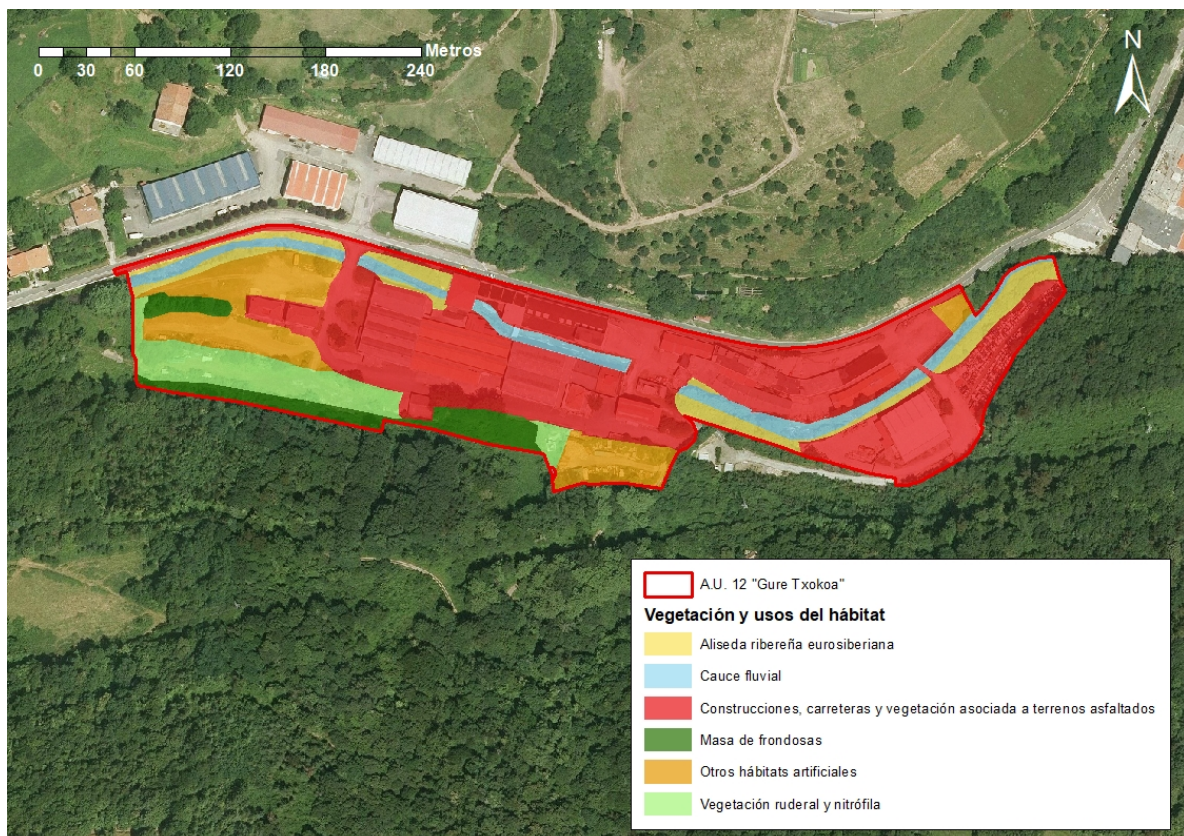 Metros
0 30 60 120 180 240
N
A.U. 12 "Gure Txokoa"
Vegetación y usos del hábitat
Aliseda ribereña eurosiberiana
Cauce fluvial
Construcciones, carreteras y vegetación asociada a terrenos asfaltados
Masa de frondosas
Otros hábitats artificiales
Vegetación ruderal y nitrófila